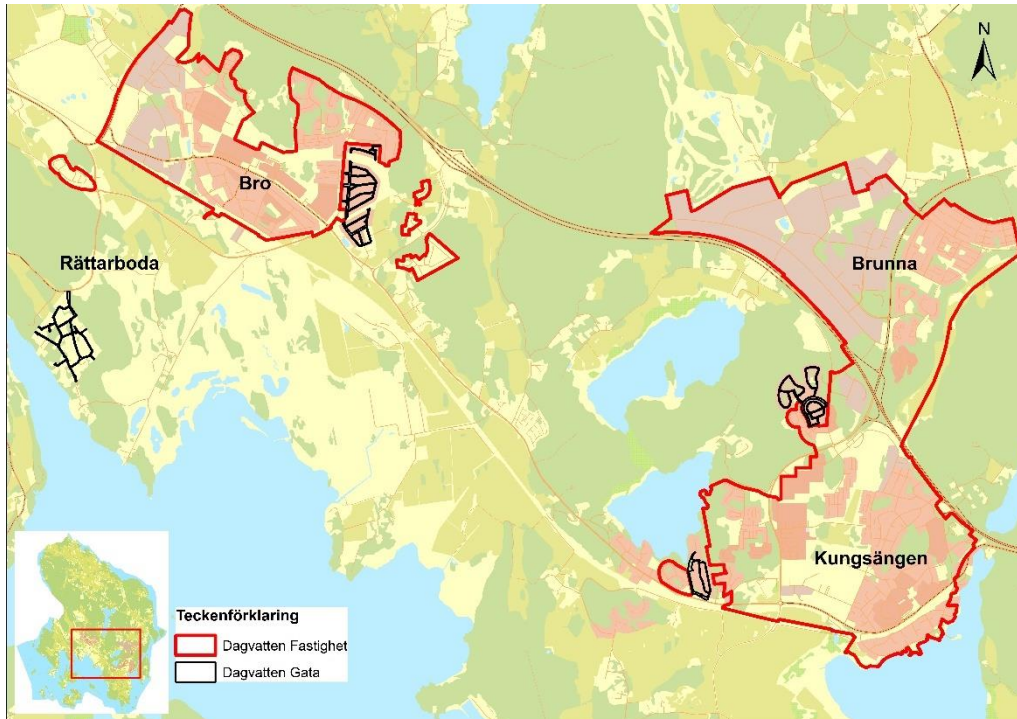 N
Bro
Brunna
Rättarboda
Kungsängen
Teckenförklaring
Dagvatten Fastighet
Dagvatten Gata